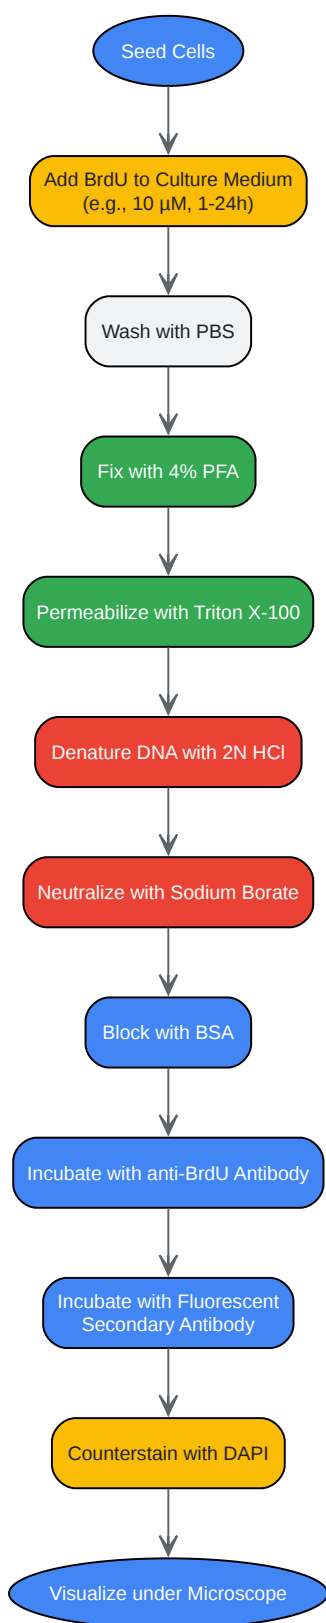 Seed Cells
Add BrdU to Culture Medium
(e.g., 10 µM, 1-24h)
Wash with PBS
Fix with 4% PFA
Permeabilize with Triton X-100
Denature DNA with 2N HCl
Neutralize with Sodium Borate
Block with BSA
Incubate with anti-BrdU Antibody
Incubate with Fluorescent
Secondary Antibody
Counterstain with DAPI
Visualize under Microscope